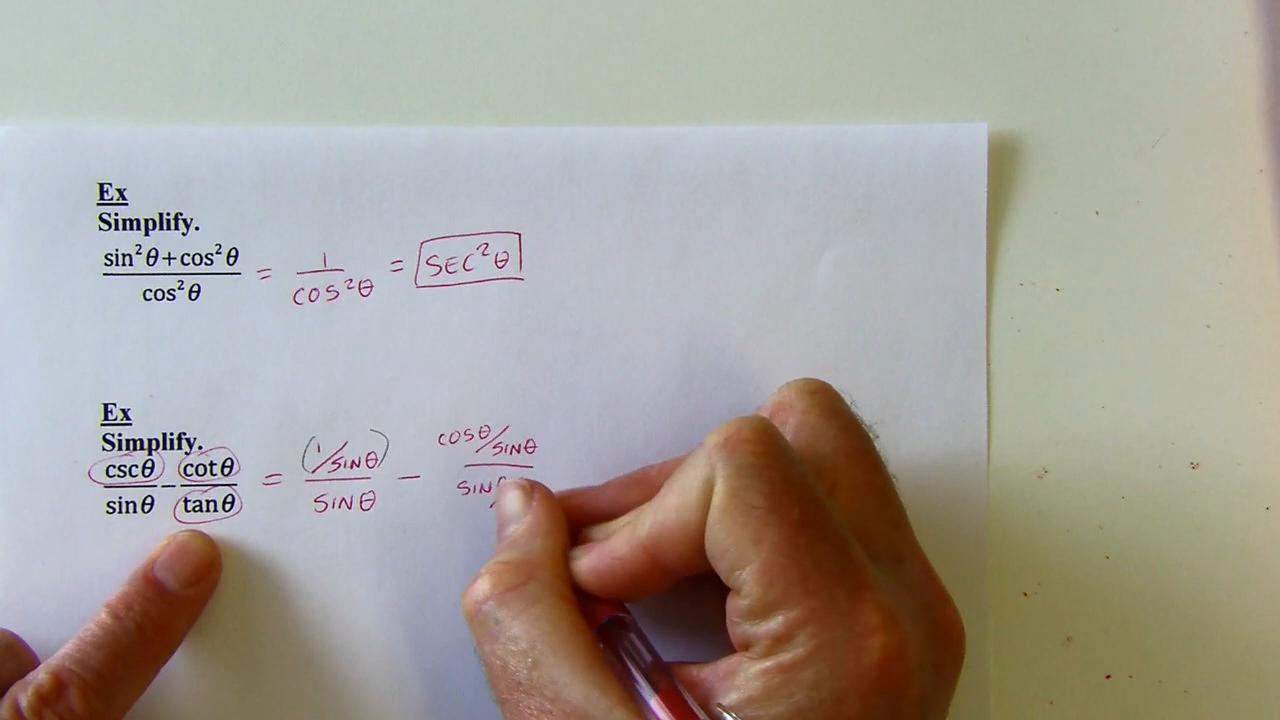 Ex
Simplify.
sin²θ+cos²θ/cos²θ = 1/COS²θ = SEC²θ
Ex
Simplify.
cscθ/sinθ - cotθ/tanθ = (1/SINθ)/SINθ - COSθ/SINθ/SIN